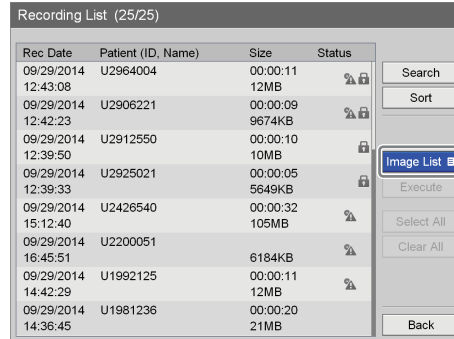 Recording List (25/25)
Rec Date Patient (ID, Name) Size Status
09/29/2014 U2964004 00:00:11
12:43:08 12MB
09/29/2014 U2906221 00:00:09
12:42:23 9674KB
09/29/2014 U2912550 00:00:10
12:39:50 10MB
09/29/2014 U2925021 00:00:05
12:39:33 5649KB
09/29/2014 U2426540 00:00:32
15:12:40 105MB
09/29/2014 U2200051
16:45:51 6184KB
09/29/2014 U1992125 00:00:11
14:42:29 12MB
09/29/2014 U1981236 00:00:20
14:36:45 21MB
Search
Sort
Image List
Execute
Select All
Clear All
Back